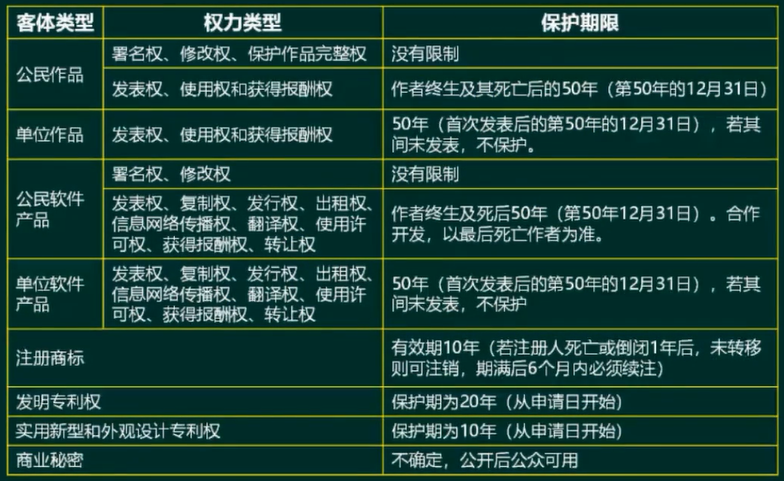 客体类型 权力类型 保护期限
公民作品
署名权、修改权、保护作品完整权 没有限制
发表权、使用权和获得报酬权 作者终生及其死亡后的50年（第50年的12月31日）
单位作品 发表权、使用权和获得报酬权
50年（首次发表后的第50年的12月31日），若其
间未发表，不保护。
公民软件
产品
署名权、修改权 没有限制
发表权、复制权、发行权、出租权、
信息网络传播权、翻译权、使用许
可权、获得报酬权、转让权
作者终生及死后50年（第50年12月31日）。合作
开发，以最后死亡作者为准。
单位软件
产品
发表权、复制权、发行权、出租权、
信息网络传播权、翻译权、使用许
可权、获得报酬权、转让权
50年（首次发表后的第50年的12月31日），若其
间未发表，不保护
注册商标
有效期10年（若注册人死亡或倒闭1年后，未转移
则可注销，期满后6个月内必须续注）
发明专利权 保护期为20年（从申请日开始）
实用新型和外观设计专利权 保护期为10年（从申请日开始）
商业秘密 不确定，公开后公众可用